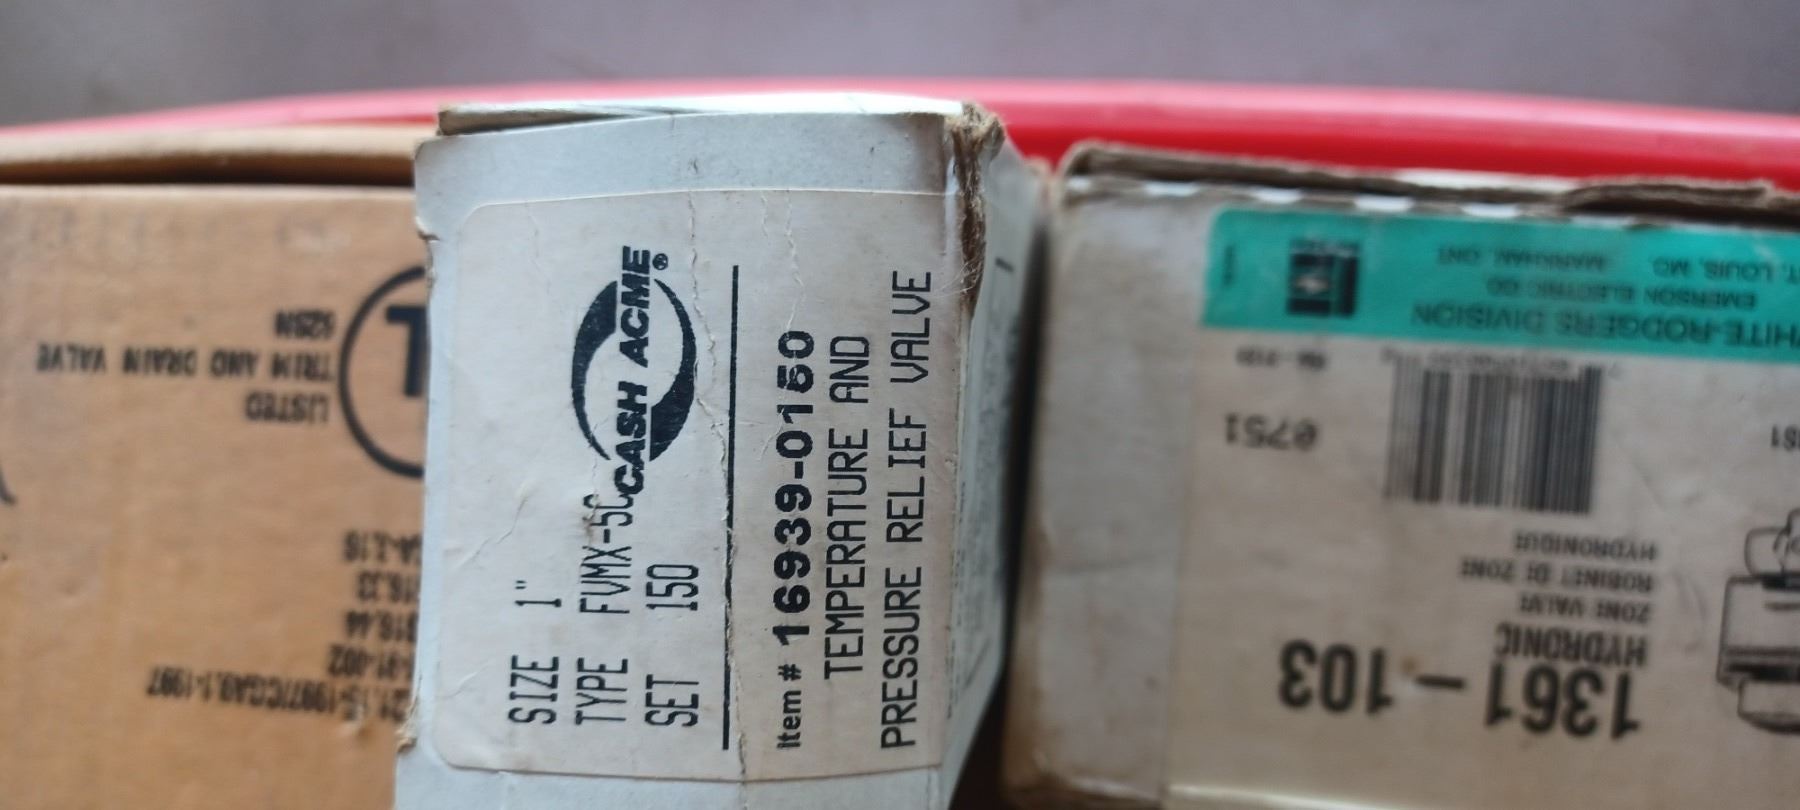 LISTED
TRIM AND DRAIN VALVE
92BN
CASH ACME®
SIZE 1"
TYPE FVMX-5C
SET 150
Item # 16939-0150
TEMPERATURE AND
PRESSURE RELIEF VALVE
WHITE-RODGERS DIVISION
EMERSON ELECTRIC CO
ST. LOUIS, MO
MARKHAM, ONT
0751
1361-103
HYDRONIC
ZONE VALVE
ROBINET DE ZONE
HYDRONIQUE